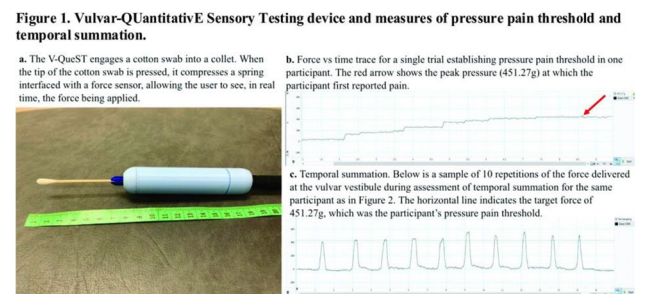 Figure 1. Vulvar-QUantitativE Sensory Testing device and measures of pressure pain threshold and
temporal summation.
a. The V-QueST engages a cotton swab into a collet. When
the tip of the cotton swab is pressed, it compresses a spring
interfaced with a force sensor, allowing the user to see, in real
time, the force being applied.
b. Force vs time trace for a single trial establishing pressure pain threshold in one
participant. The red arrow shows the peak pressure (451.27g) at which the
participant first reported pain.
c. Temporal summation. Below is a sample of 10 repetitions of the force delivered
at the vulvar vestibule during assessment of temporal summation for the same
participant as in Figure 2. The horizontal line indicates the target force of
451.27g, which was the participant's pressure pain threshold.